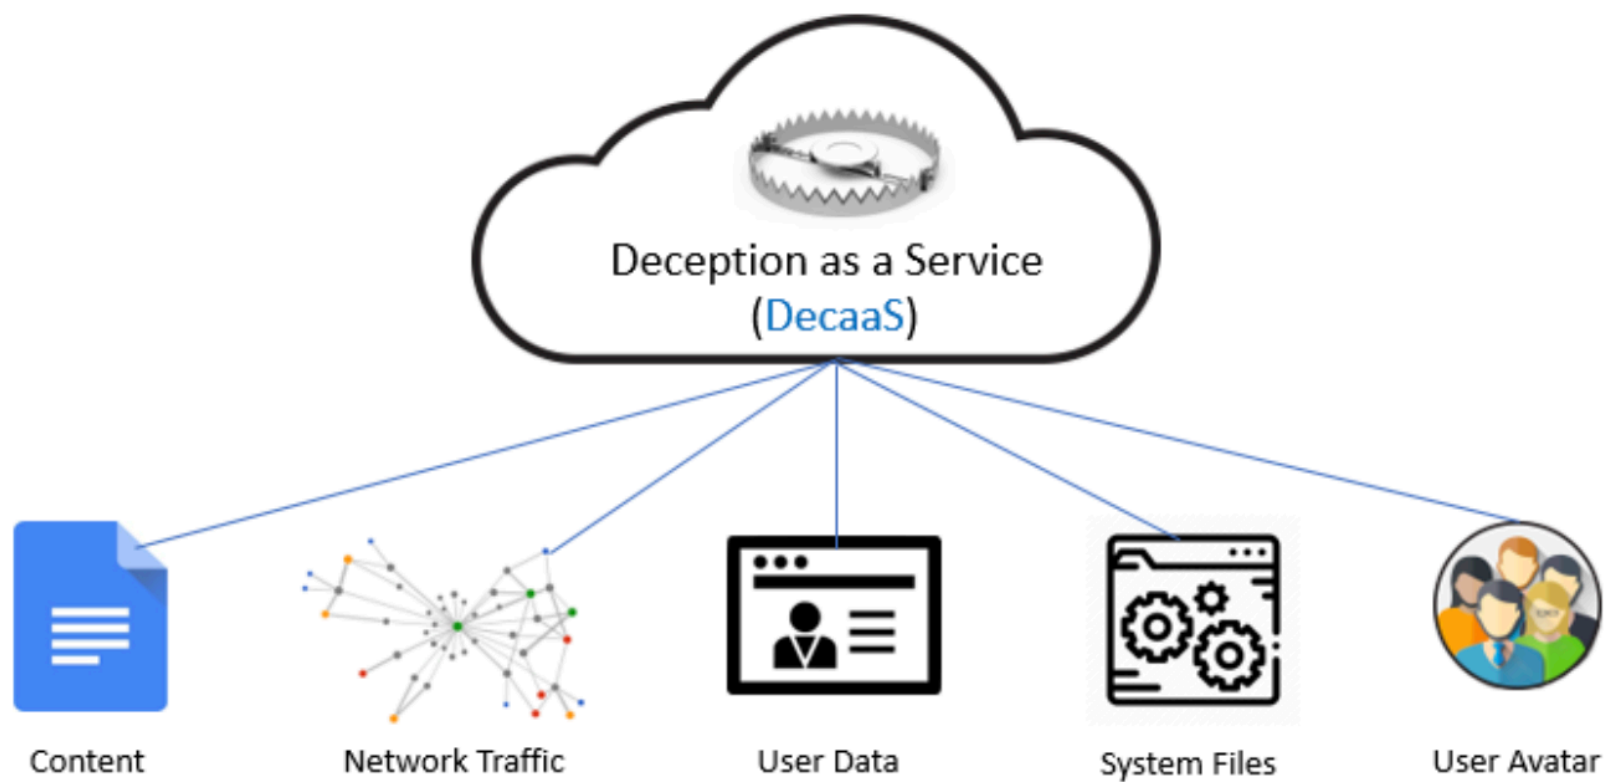 Deception as a Service
(DecaaS)
Content
Network Traffic
User Data
System Files
User Avatar